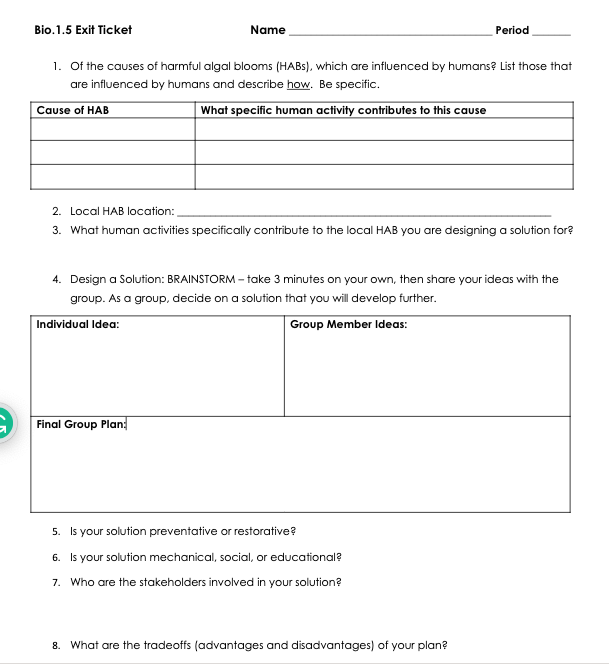 Bio.1.5 Exit Ticket Name ______________________________ Period ______
1. Of the causes of harmful algal blooms (HABs), which are influenced by humans? List those that
are influenced by humans and describe how. Be specific.
Cause of HAB What specific human activity contributes to this cause
2. Local HAB location: ______________________________
3. What human activities specifically contribute to the local HAB you are designing a solution for?
4. Design a Solution: BRAINSTORM – take 3 minutes on your own, then share your ideas with the
group. As a group, decide on a solution that you will develop further.
Individual Idea: Group Member Ideas:
Final Group Plan:
5. Is your solution preventative or restorative?
6. Is your solution mechanical, social, or educational?
7. Who are the stakeholders involved in your solution?
8. What are the tradeoffs (advantages and disadvantages) of your plan?